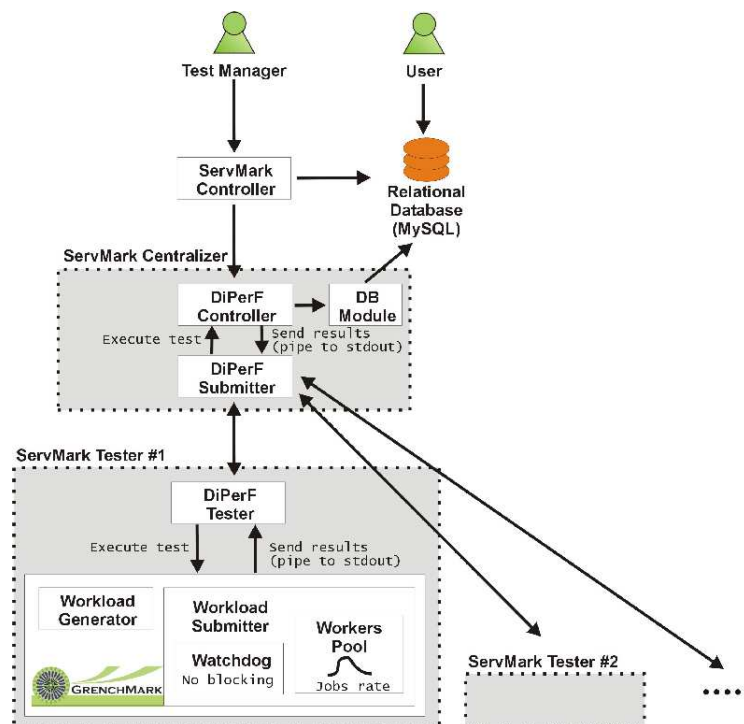 Test Manager
User
ServMark
Controller
Relational
Database
(MySQL)
ServMark Centralizer
DiPerF
Controller
DB
Module
Execute test
Send results
(pipe to stdout)
DiPerF
Submitter
ServMark Tester #1
DiPerF
Tester
Execute test
Send results
(pipe to stdout)
Workload
Generator
Workload
Submitter
Workers
Pool
Watchdog
No blocking
Jobs rate
GRENCHMARK
ServMark Tester #2